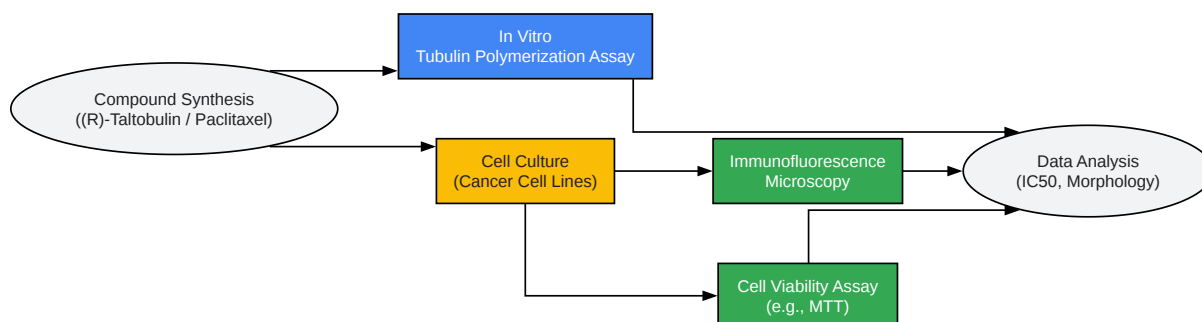 In Vitro
Tubulin Polymerization Assay
Compound Synthesis
((R)-Taltobulin / Paclitaxel)
Cell Culture
(Cancer Cell Lines)
Immunofluorescence
Microscopy
Data Analysis
(IC50, Morphology)
Cell Viability Assay
(e.g., MTT)